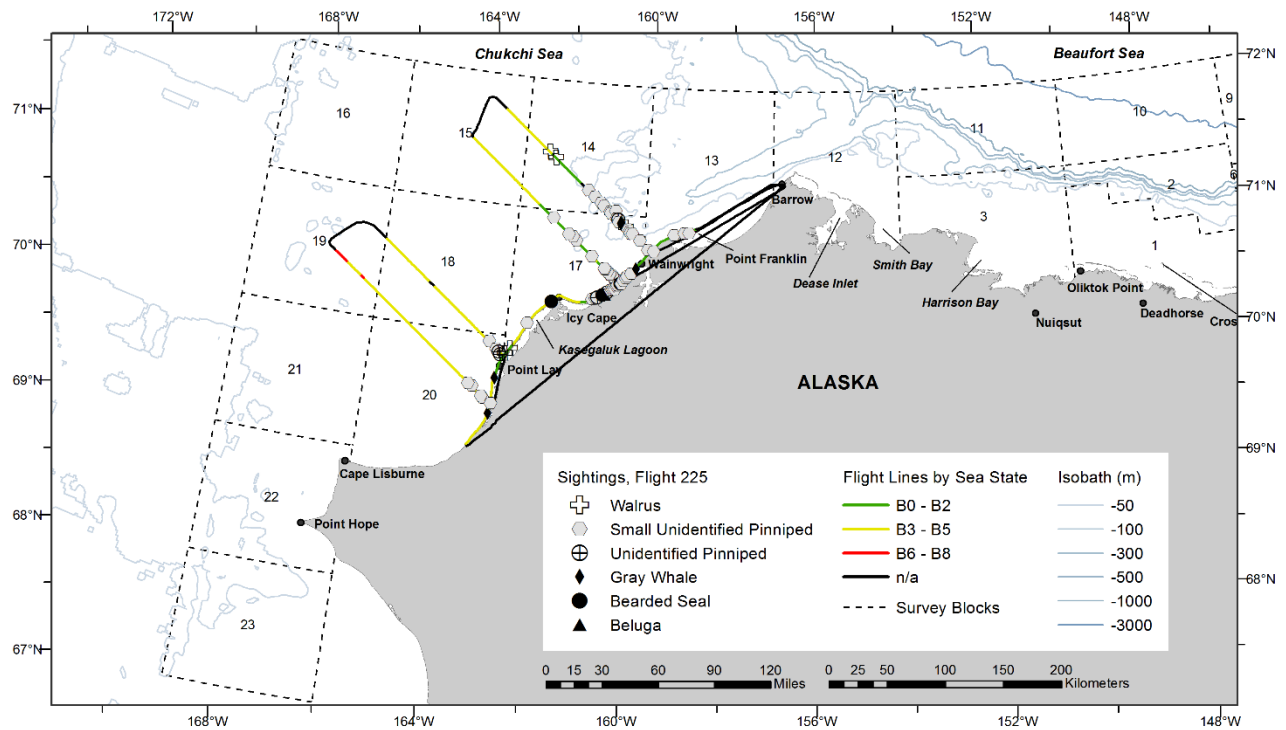 172°W 168°W 164°W 160°W 156°W 152°W 148°W
Chukchi Sea
Beaufort Sea
72°N
71°N
16
15
14
13
12
11
10
9
6
71°N
Barrow
2
3
1
70°N
19
18
17
Wainwright
Point Franklin
Smith Bay
Dease Inlet
Harrison Bay
Oliktok Point
Deadhorse
Nuiqsut
Cros
70°N
Icy Cape
Kasegaluk Lagoon
Point Lay
ALASKA
69°N
21
20
69°N
Cape Lisburne
22
Point Hope
68°N
68°N
23
67°N
Sightings, Flight 225
Walrus
Small Unidentified Pinniped
Unidentified Pinniped
Gray Whale
Bearded Seal
Beluga
Flight Lines by Sea State
B0 - B2
B3 - B5
B6 - B8
n/a
Survey Blocks
Isobath (m)
-50
-100
-300
-500
-1000
-3000
0 15 30 60 90 120
Miles
0 25 50 100 150 200
Kilometers
168°W 164°W 160°W 156°W 152°W 148°W